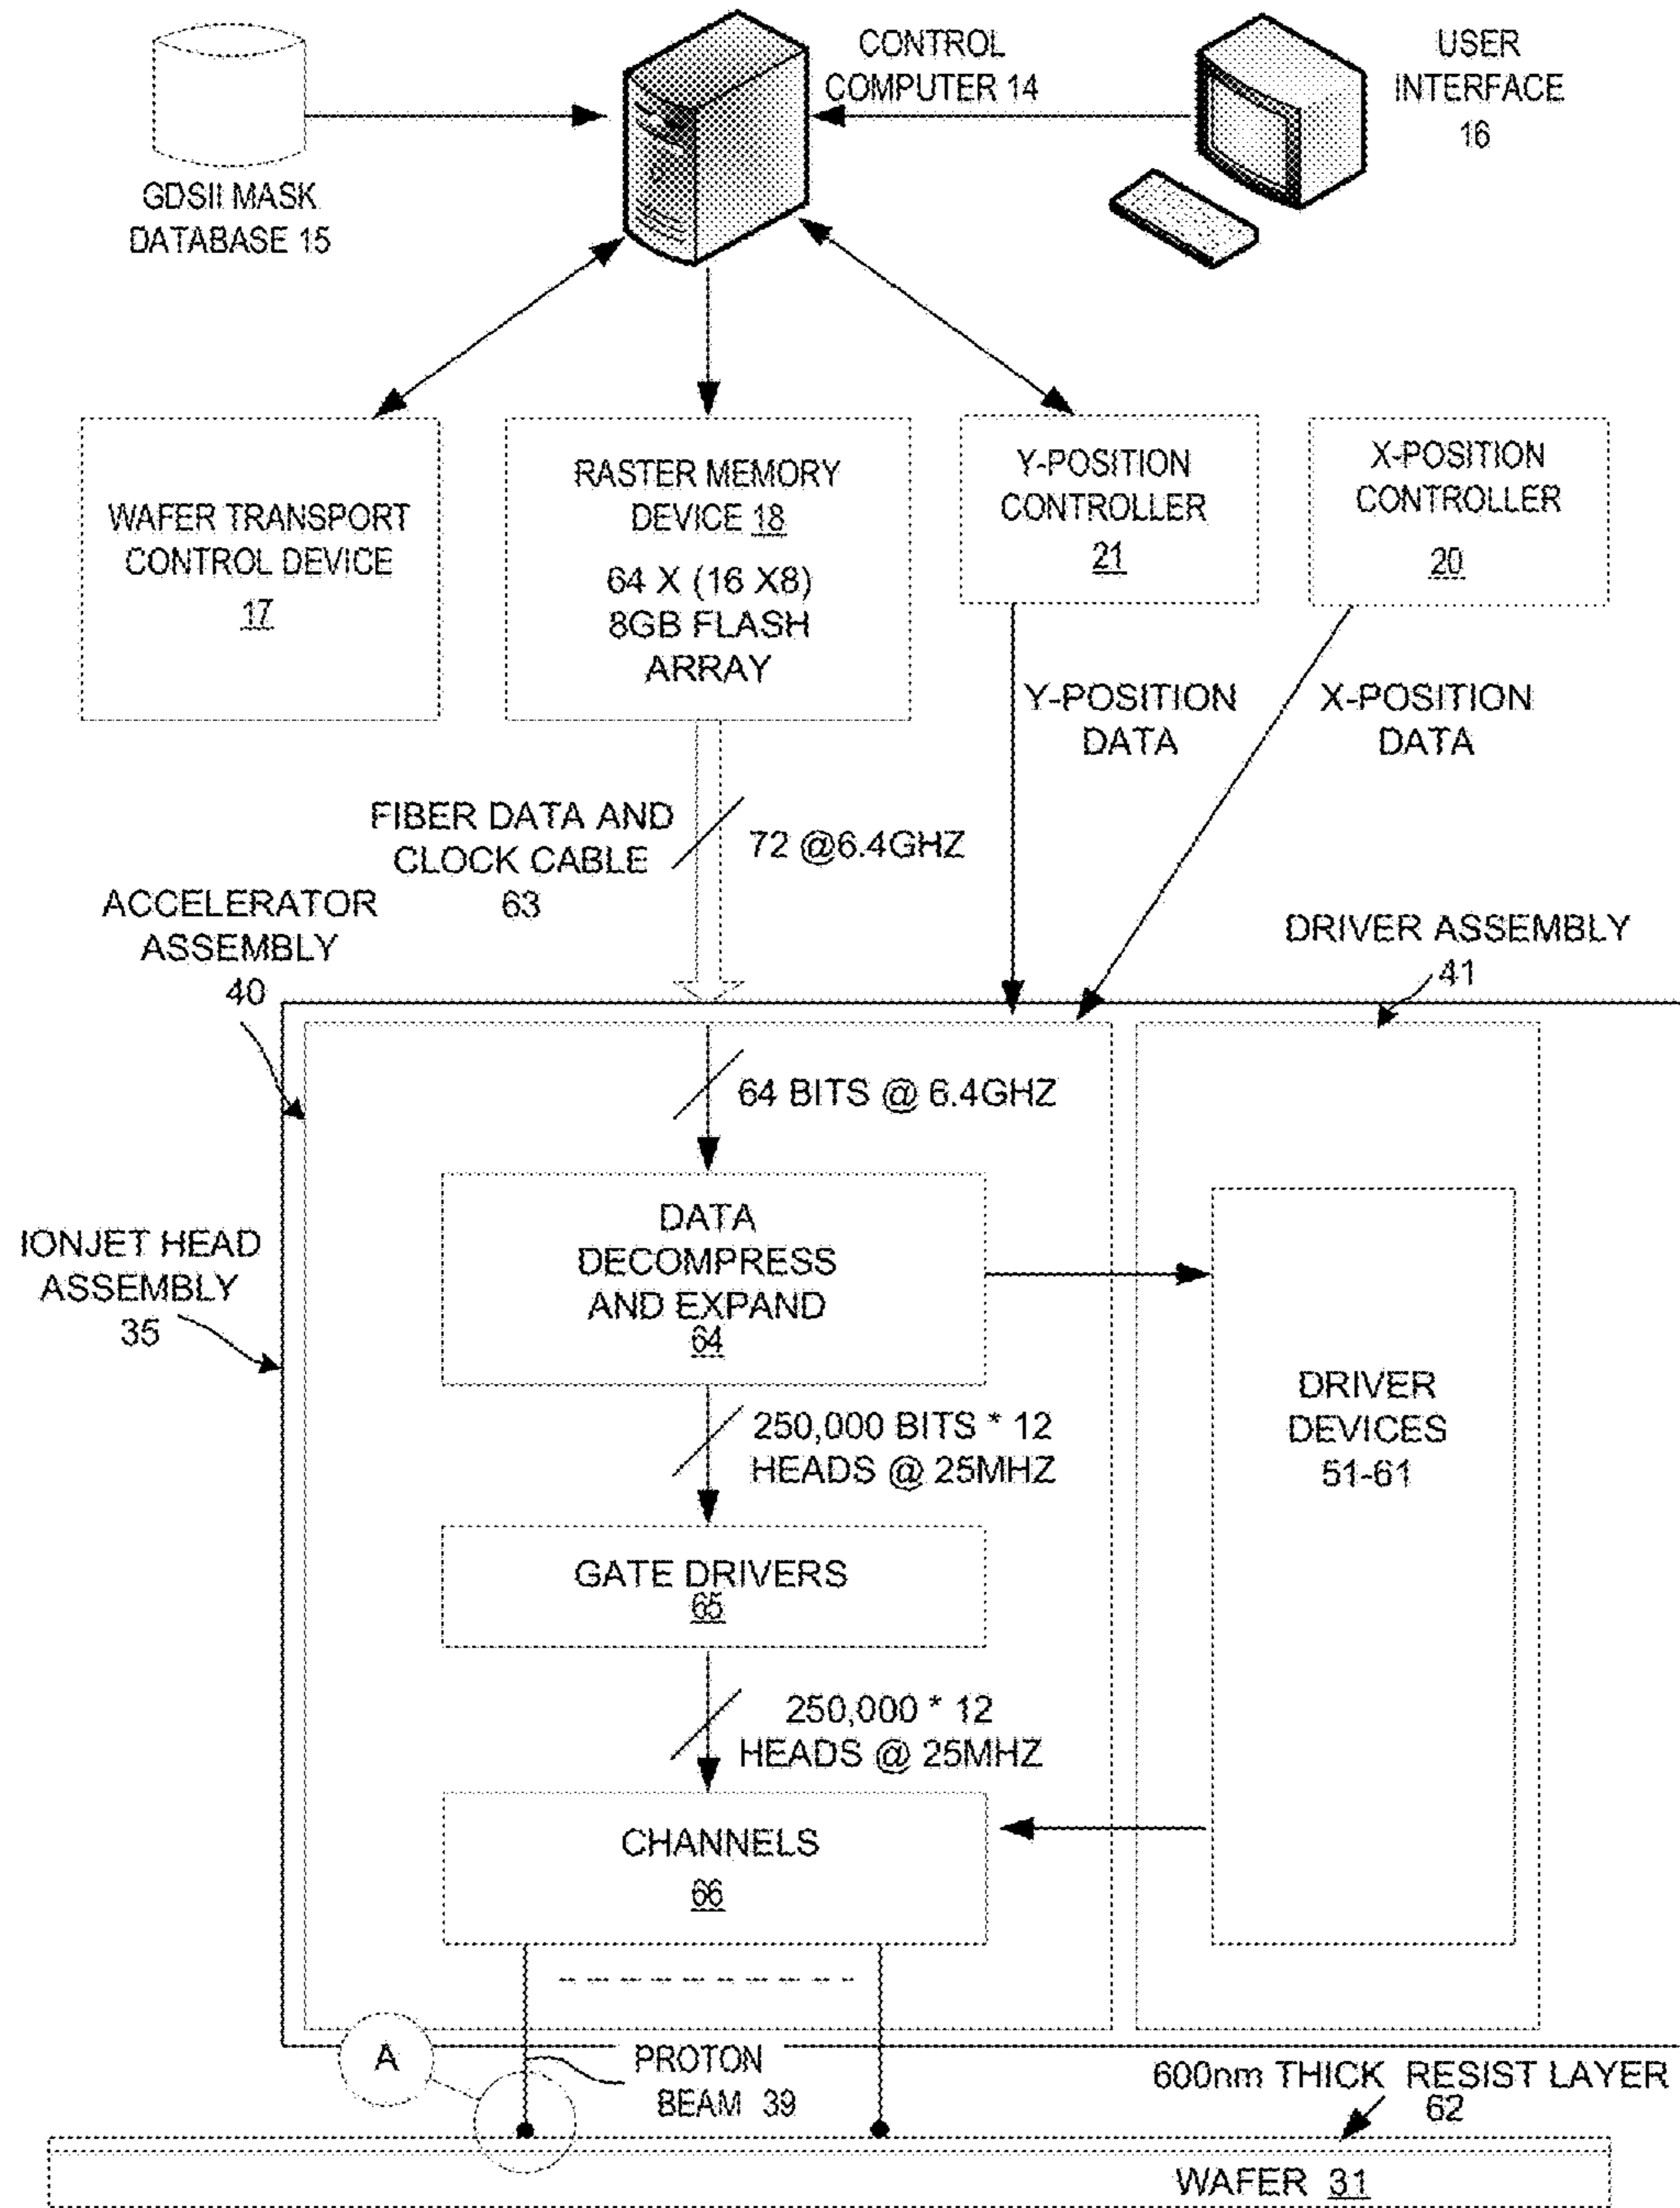 CONTROL
COMPUTER 14
USER
INTERFACE
16
GDSII MASK
DATABASE 15
WAFER TRANSPORT
CONTROL DEVICE
17
RASTER MEMORY
DEVICE 18
64 X (16 X8)
8GB FLASH
ARRAY
Y-POSITION
CONTROLLER
21
X-POSITION
CONTROLLER
20
Y-POSITION
DATA
X-POSITION
DATA
FIBER DATA AND
CLOCK CABLE
63
72 @6.4GHZ
ACCELERATOR
ASSEMBLY
40
DRIVER ASSEMBLY
41
64 BITS @ 6.4GHZ
IONJET HEAD
ASSEMBLY
35
DATA
DECOMPRESS
AND EXPAND
64
DRIVER
DEVICES
51-61
250,000 BITS * 12
HEADS @ 25MHZ
GATE DRIVERS
65
250,000 * 12
HEADS @ 25MHZ
CHANNELS
66
A
PROTON
BEAM 39
600nm THICK RESIST LAYER
62
WAFER 31